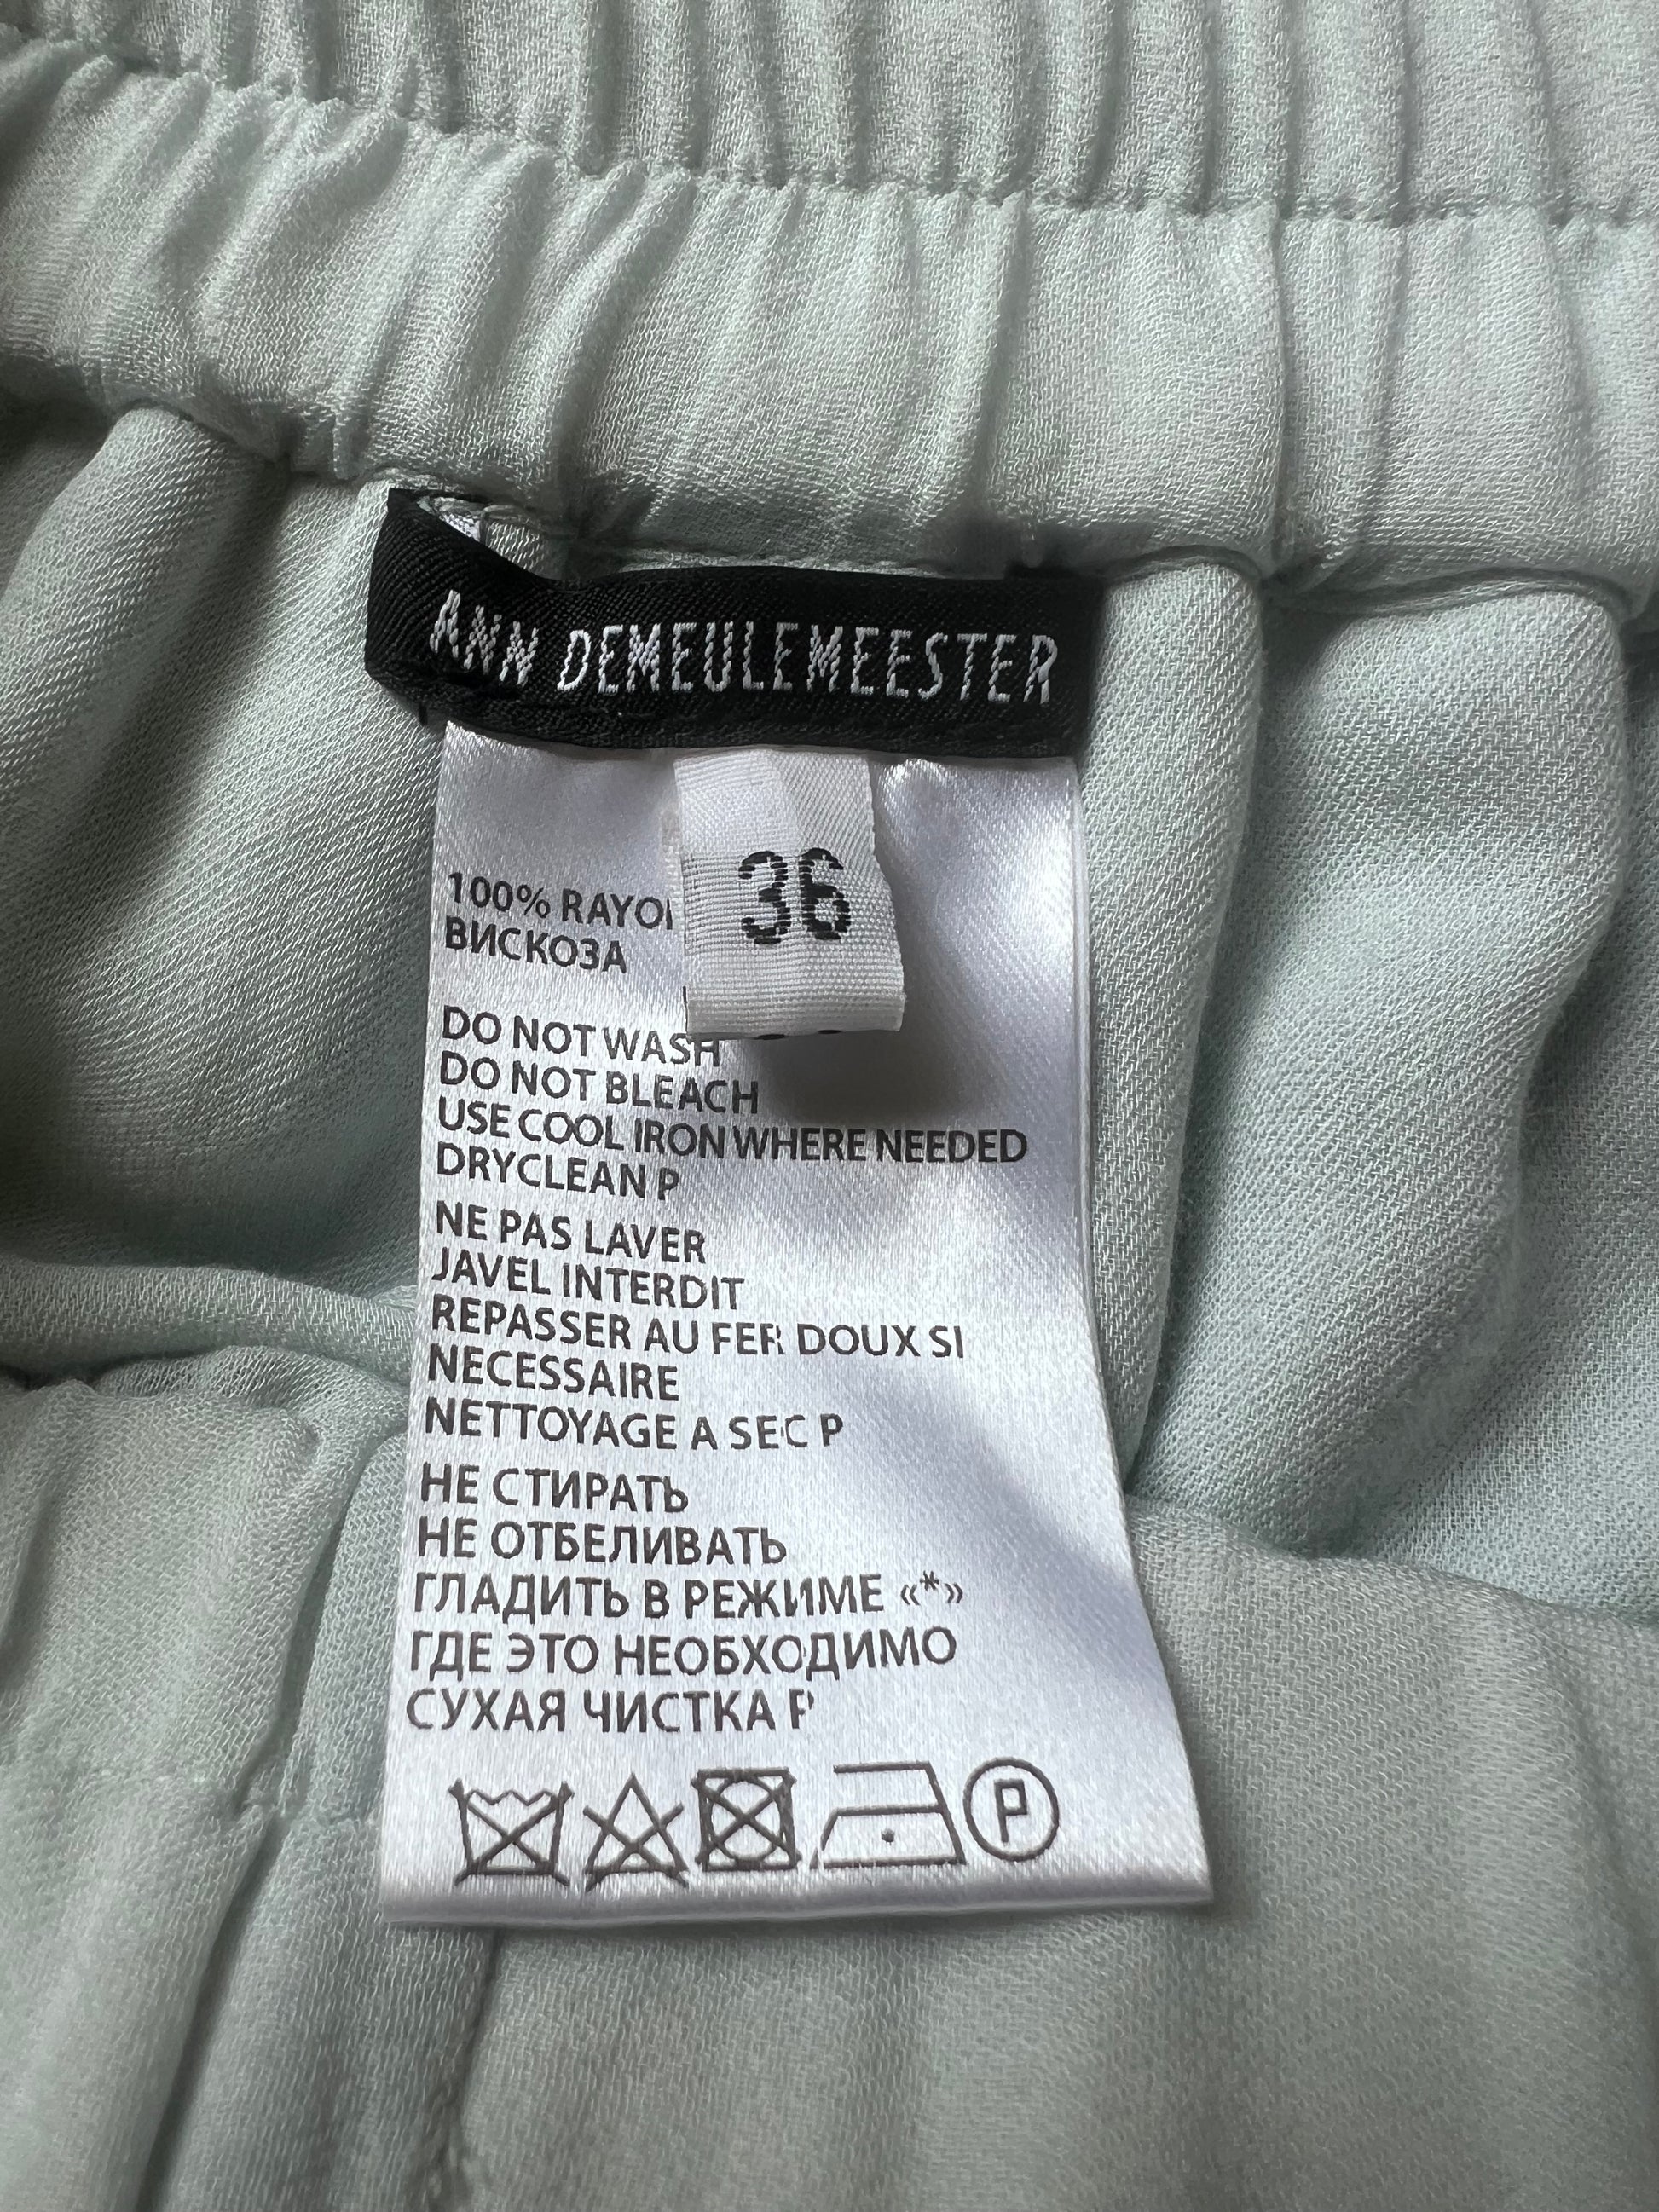 ANN DEMEULEMEESTER
36
100%
ВИСКОЗА
DO NOT WASH
DO NOT BLEACH
USE COOL IRON WHERE NEEDED
DRYCLEAN P
NE PAS LAVER
JAVEL INTERDIT
REPASSER AU FER DOUX SI
NECESSAIRE
NETTOYAGE A SEC P
НЕ СТИРАТЬ
НЕ ОТБЕЛИВАТЬ
ГЛАДИТЬ В РЕЖИМЕ «*»
ГДЕ ЭТО НЕОБХОДИМО
СУХАЯ ЧИСТКА P
P